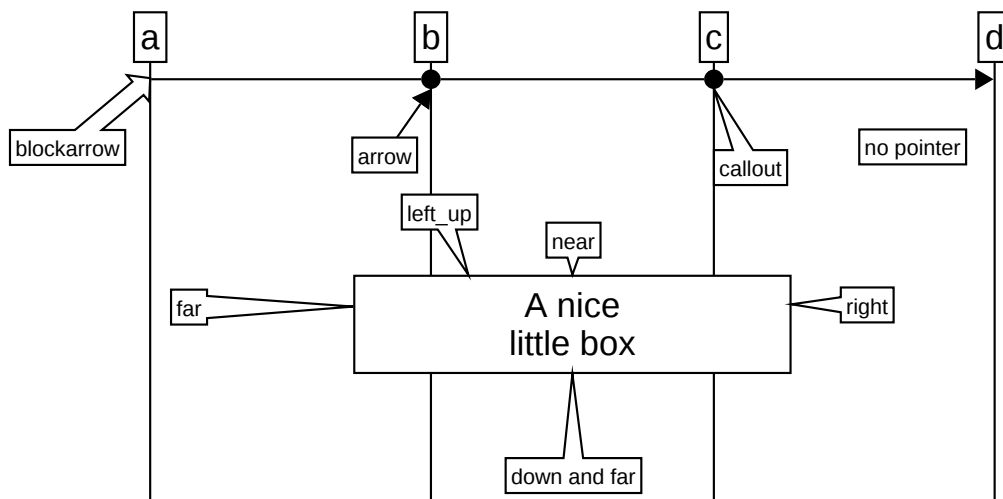 a
b
c
d
blockarrow
arrow
callout
no pointer
left_up
near
far
A nice
little box
right
down and far